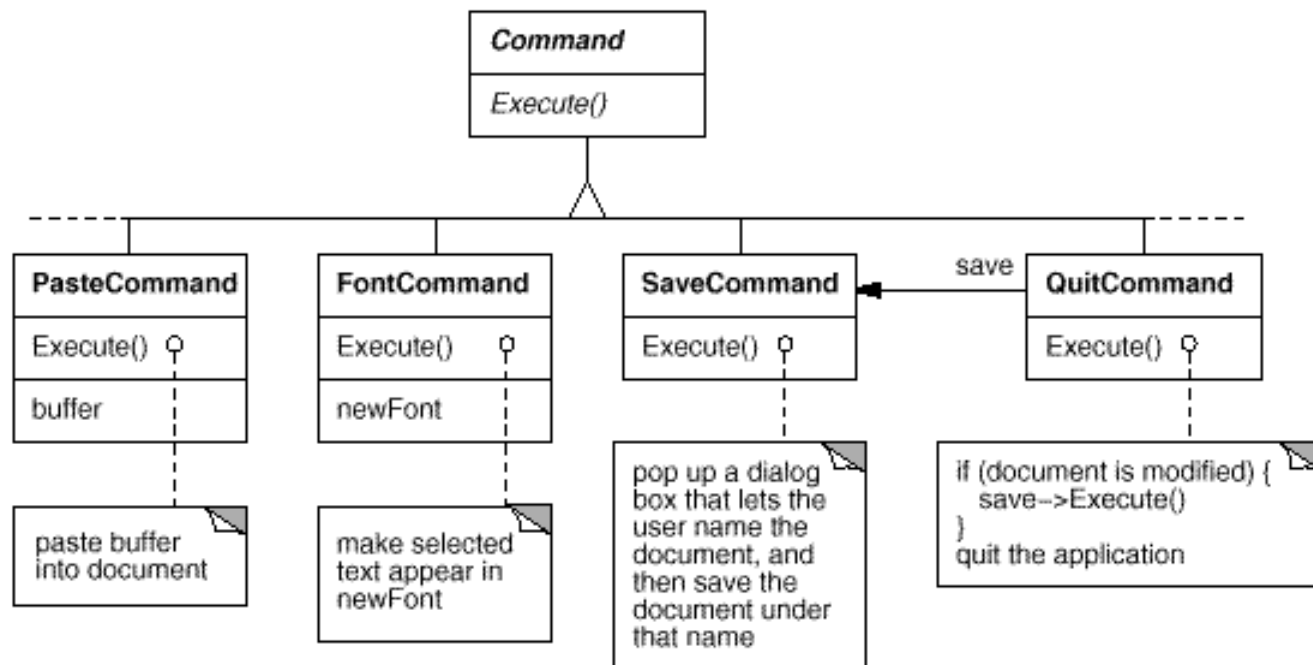 Command
Execute()
PasteCommand
Execute()
buffer
paste buffer
into document
FontCommand
Execute()
newFont
make selected
text appear in
newFont
SaveCommand
Execute()
pop up a dialog
box that lets the
user name the
document, and
then save the
document under
that name
save
QuitCommand
Execute()
if (document is modified) {
save–>Execute()
}
quit the application